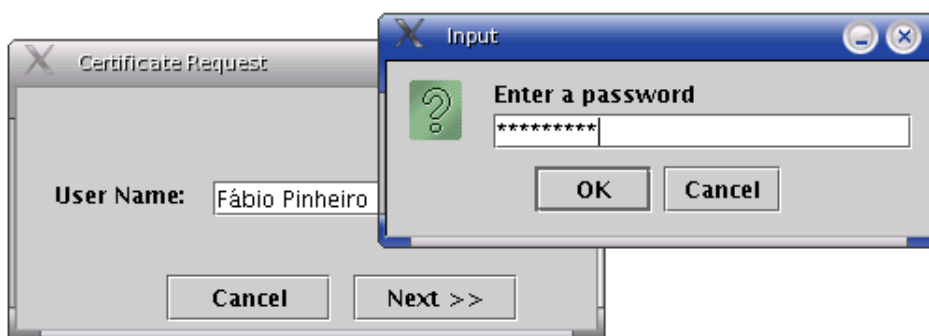 Certificate Request
User Name:
Fábio Pinheiro
Cancel
Next >>
Input
Enter a password
*********
OK
Cancel